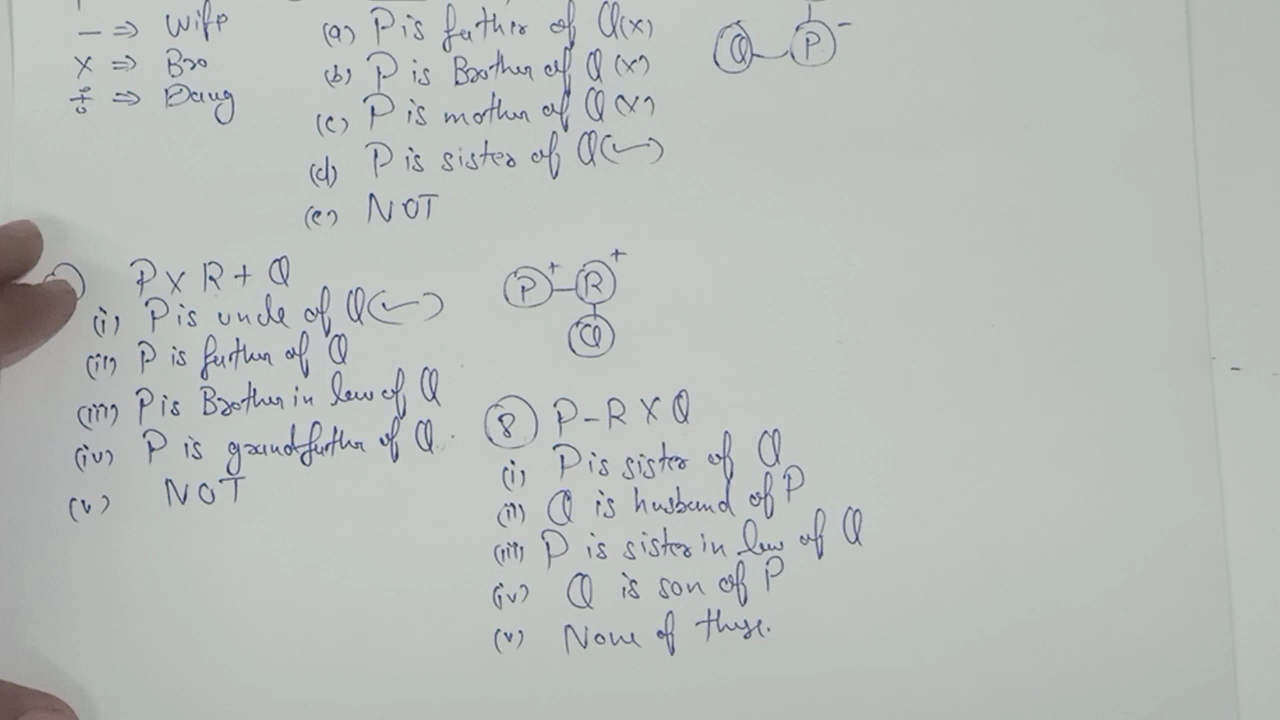 — ⇒ Wife
x ⇒ Bro
÷ ⇒ Daug
(a) P is father of Q(x)
(b) P is Brother of Q (x)
(c) P is mother of Q (x)
(d) P is sister of Q(✓)
(e) NOT
Q P –
P x R + Q
(i) P is uncle of Q(✓)
(ii) P is father of Q
(iii) P is Brother in law of Q
(iv) P is grandfather of Q.
(v) NOT
P + R +
Q
8 P – R x Q
(i) P is sister of Q
(ii) Q is husband of P
(iii) P is sister in law of Q
(iv) Q is son of P
(v) None of these.